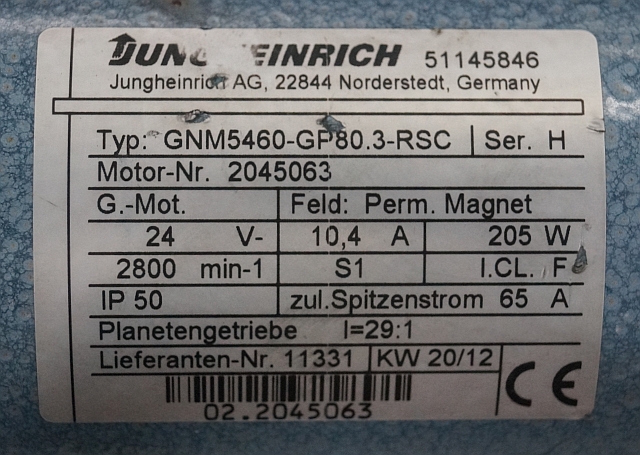 JUNGHEINRICH 51145846
Jungheinrich AG, 22844 Norderstedt, Germany
Typ: GNM5460-GP80.3-RSC Ser. H
Motor-Nr. 2045063
G.-Mot. Feld: Perm. Magnet
24 V- 10,4 A 205 W
2800 min-1 S1 I.CL. F
IP 50 zul.Spitzenstrom 65 A
Planetengetriebe I=29:1
Lieferanten-Nr. 11331 KW 20/12
CE
02.2045063